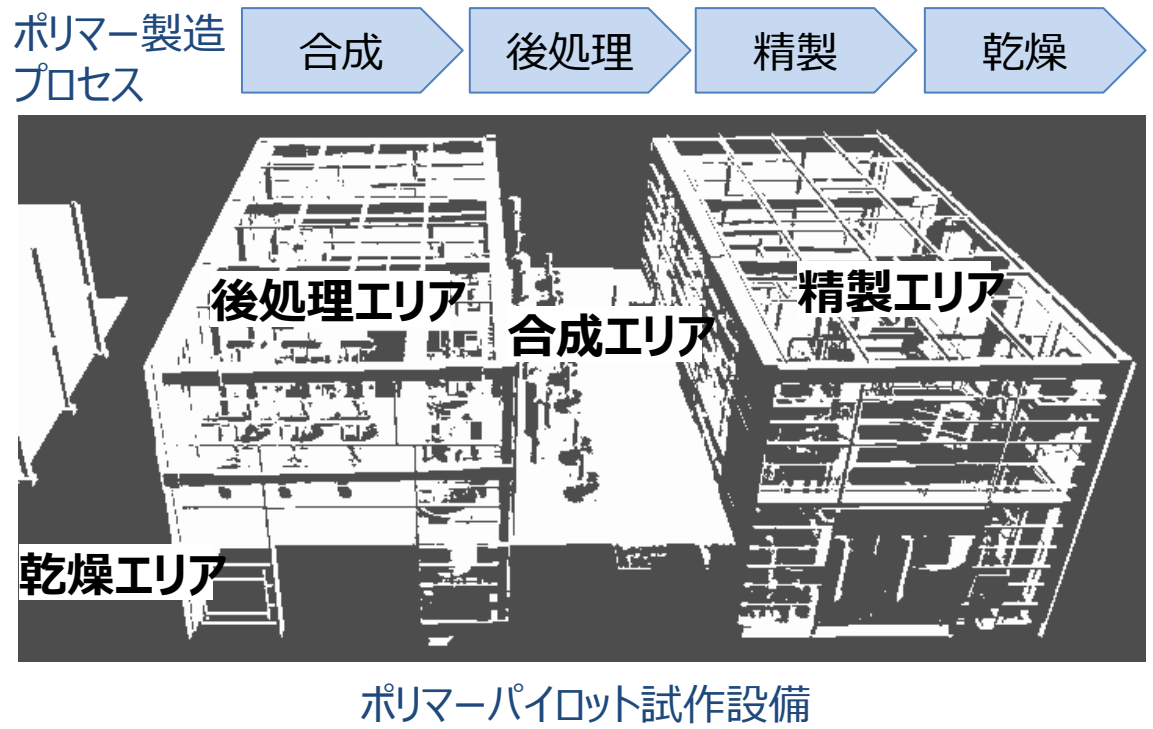 ポリマー製造
プロセス
合成
後処理
精製
乾燥
後処理エリア
合成エリア
精製エリア
乾燥エリア
ポリマーパイロット試作設備